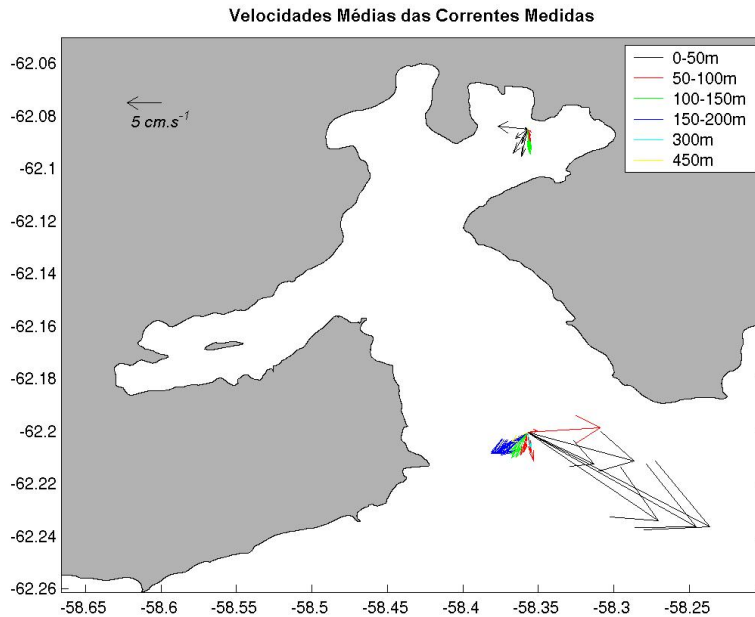 Velocidades Médias das Correntes Medidas
5 cm.s⁻¹
0-50m
50-100m
100-150m
150-200m
300m
450m
-62.06
-62.08
-62.1
-62.12
-62.14
-62.16
-62.18
-62.2
-62.22
-62.24
-62.26
-58.65 -58.6 -58.55 -58.5 -58.45 -58.4 -58.35 -58.3 -58.25